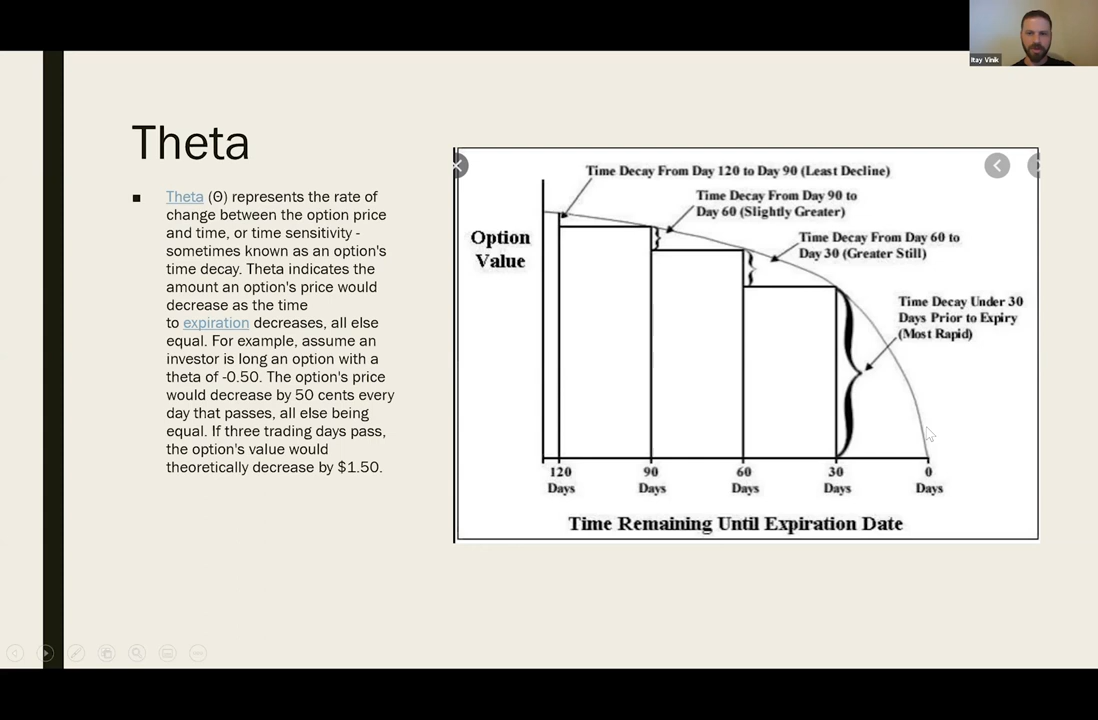 Itay Vinik
Theta
Theta (Θ) represents the rate of
change between the option price
and time, or time sensitivity -
sometimes known as an option's
time decay. Theta indicates the
amount an option's price would
decrease as the time
to expiration decreases, all else
equal. For example, assume an
investor is long an option with a
theta of -0.50. The option's price
would decrease by 50 cents every
day that passes, all else being
equal. If three trading days pass,
the option's value would
theoretically decrease by $1.50.
Time Decay From Day 120 to Day 90 (Least Decline)
Time Decay From Day 90 to
Day 60 (Slightly Greater)
Time Decay From Day 60 to
Day 30 (Greater Still)
Time Decay Under 30
Days Prior to Expiry
(Most Rapid)
Option
Value
120 90 60 30 0
Days Days Days Days Days
Time Remaining Until Expiration Date